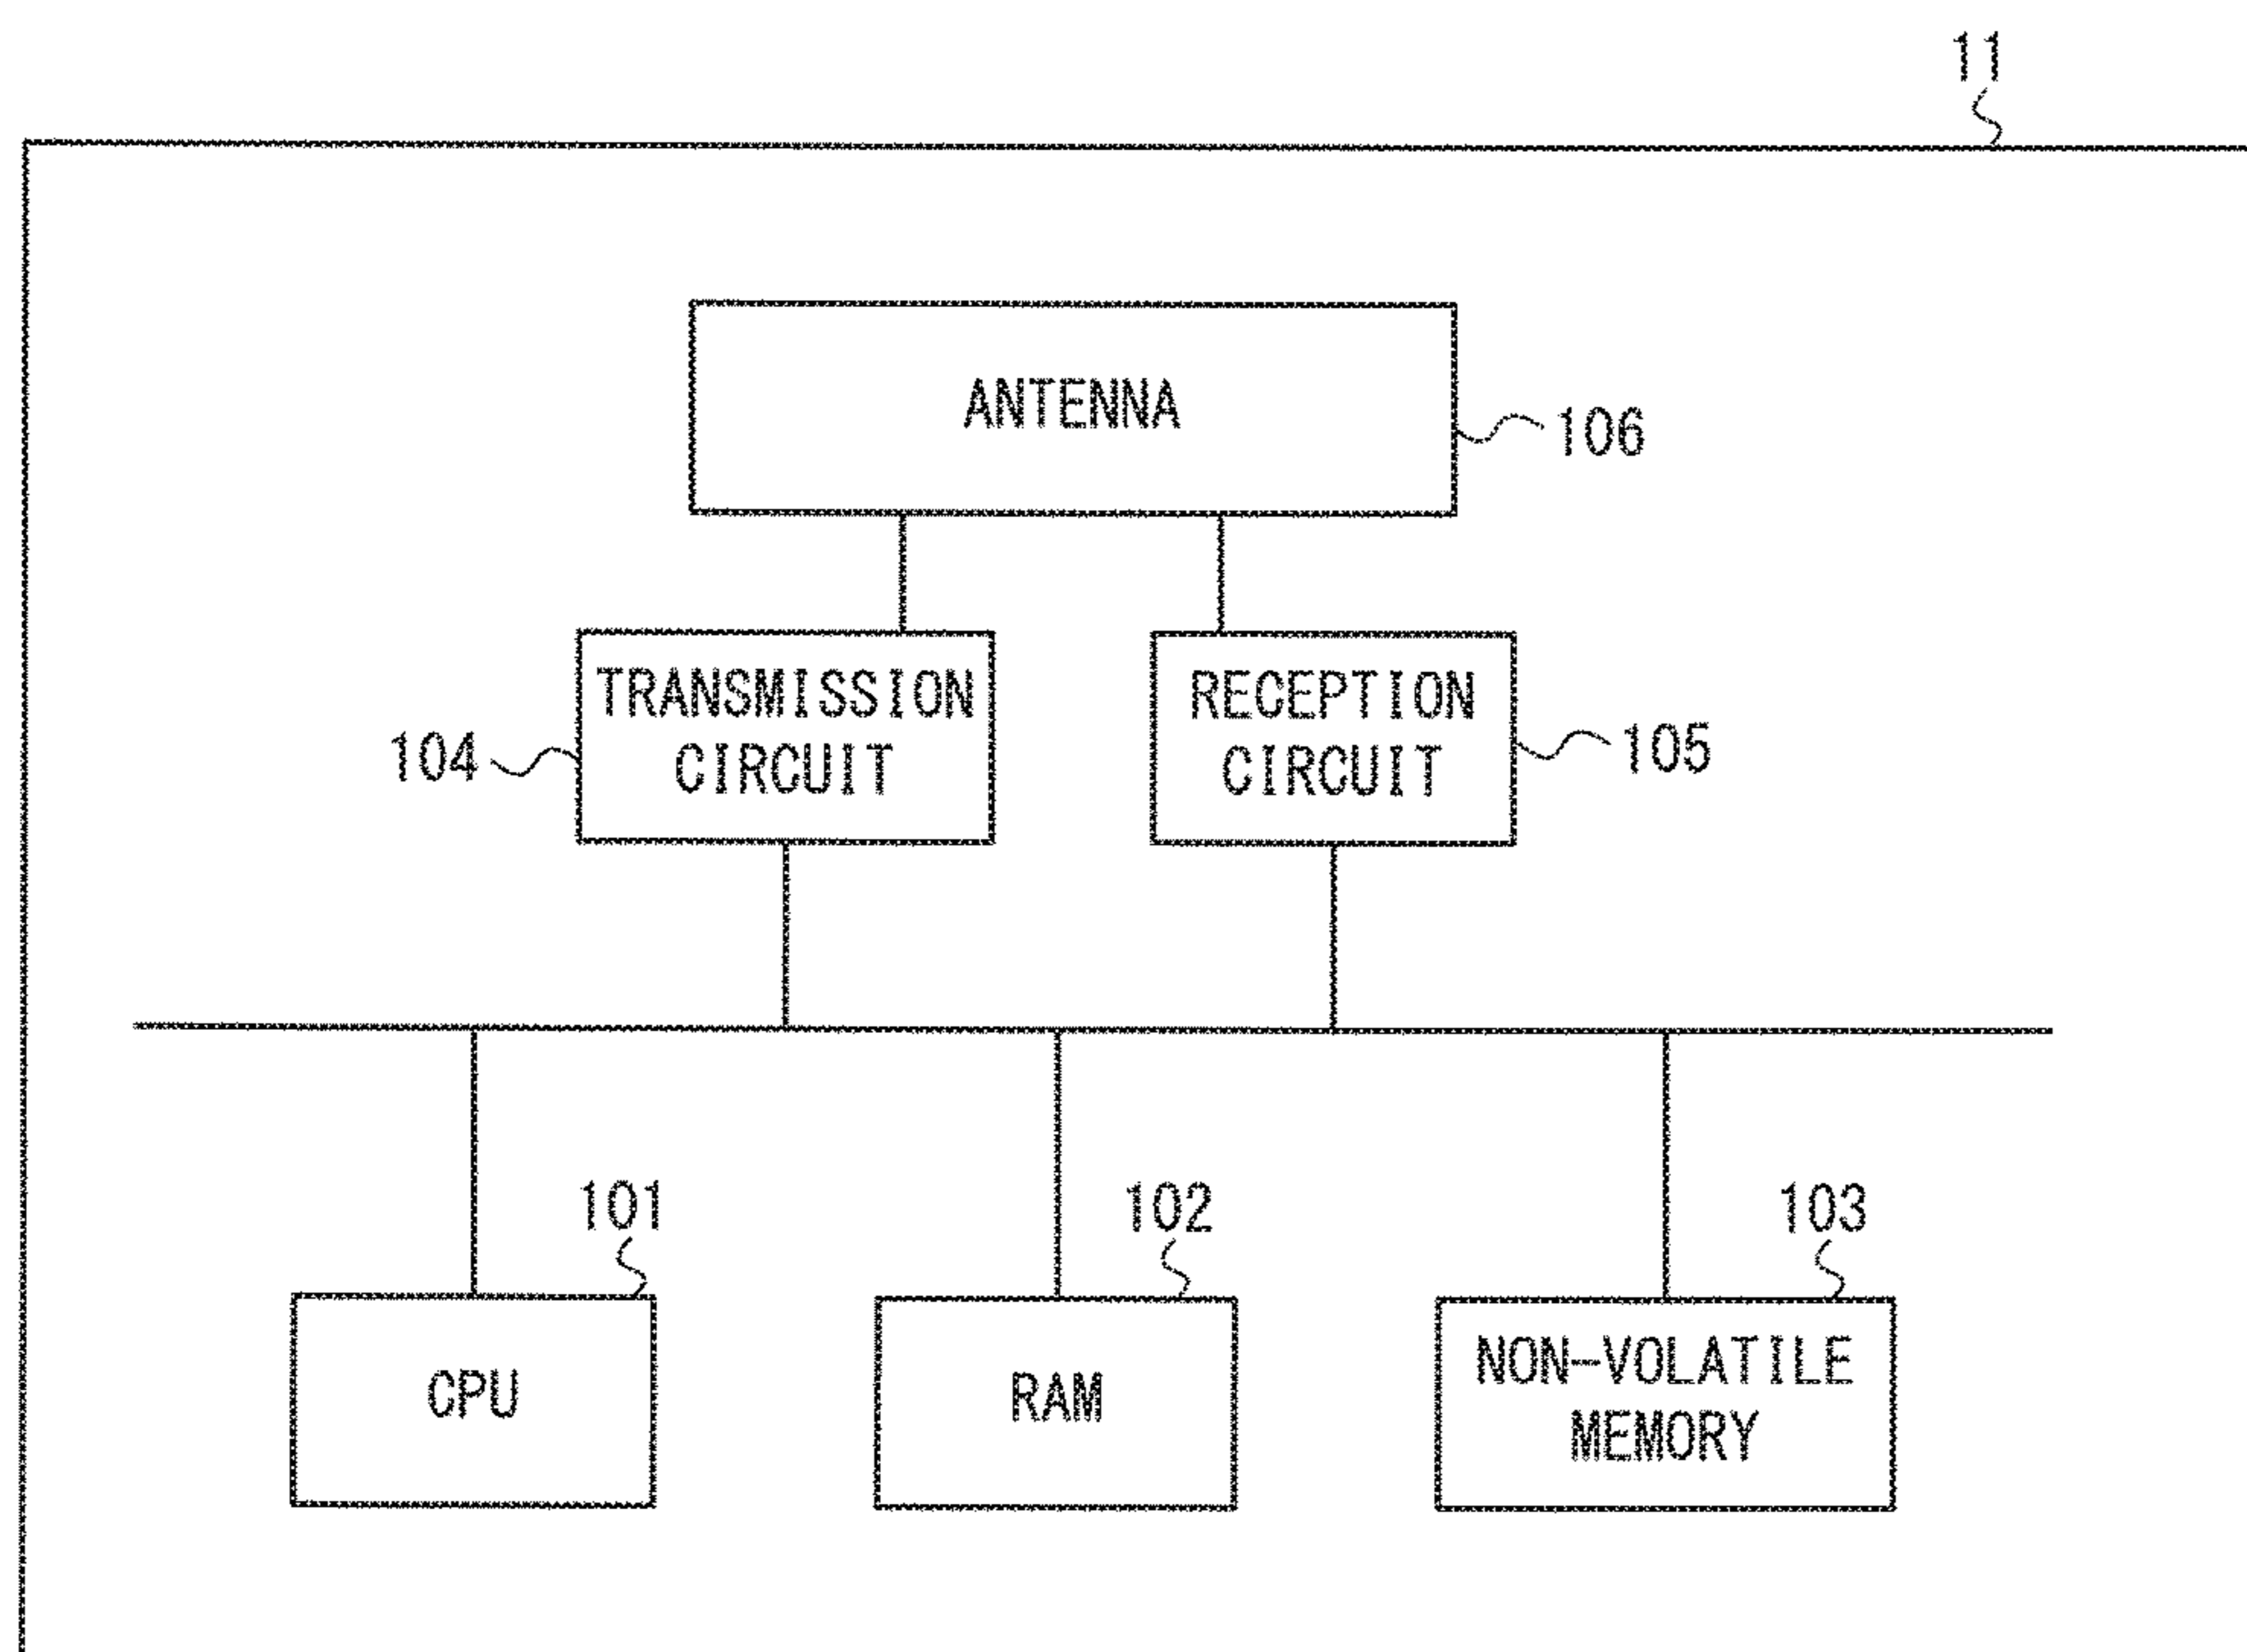 11
ANTENNA
106
TRANSMISSION
CIRCUIT
104
RECEPTION
CIRCUIT
105
101
102
103
CPU
RAM
NON-VOLATILE
MEMORY